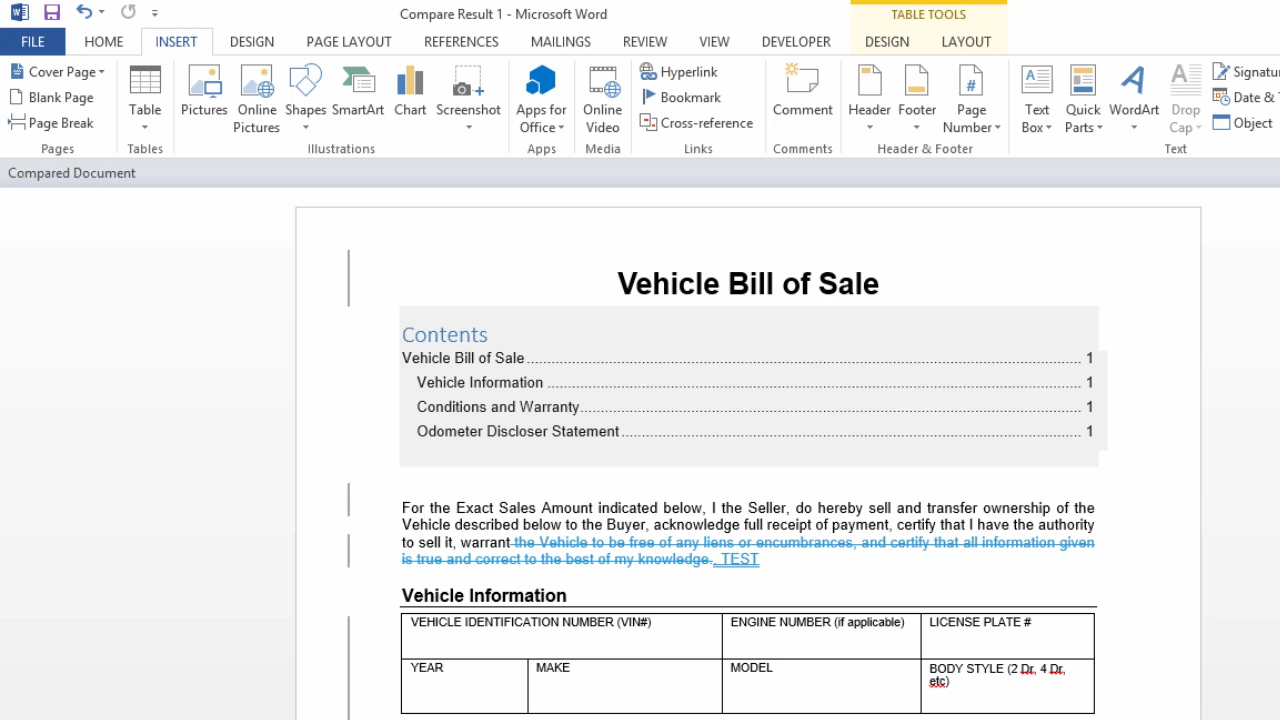 Compare Result 1 - Microsoft Word
TABLE TOOLS
FILE HOME INSERT DESIGN PAGE LAYOUT REFERENCES MAILINGS REVIEW VIEW DEVELOPER DESIGN LAYOUT
Cover Page
Blank Page
Page Break
Pages
Table
Tables
Pictures
Online Pictures
Shapes
SmartArt
Chart
Screenshot
Illustrations
Apps for Office
Apps
Online Video
Media
Hyperlink
Bookmark
Cross-reference
Links
Comment
Comments
Header
Footer
Page Number
Header & Footer
Text Box
Quick Parts
WordArt
Drop Cap
Signatu
Date &
Object
Text
Compared Document
Vehicle Bill of Sale
Contents
Vehicle Bill of Sale 1
Vehicle Information 1
Conditions and Warranty 1
Odometer Discloser Statement 1
For the Exact Sales Amount indicated below, I the Seller, do hereby sell and transfer ownership of the
Vehicle described below to the Buyer, acknowledge full receipt of payment, certify that I have the authority
to sell it, warrant the Vehicle to be free of any liens or encumbrances, and certify that all information given
is true and correct to the best of my knowledge. . TEST
Vehicle Information
VEHICLE IDENTIFICATION NUMBER (VIN#) ENGINE NUMBER (if applicable) LICENSE PLATE #
YEAR MAKE MODEL BODY STYLE (2 Dr, 4 Dr,
etc)